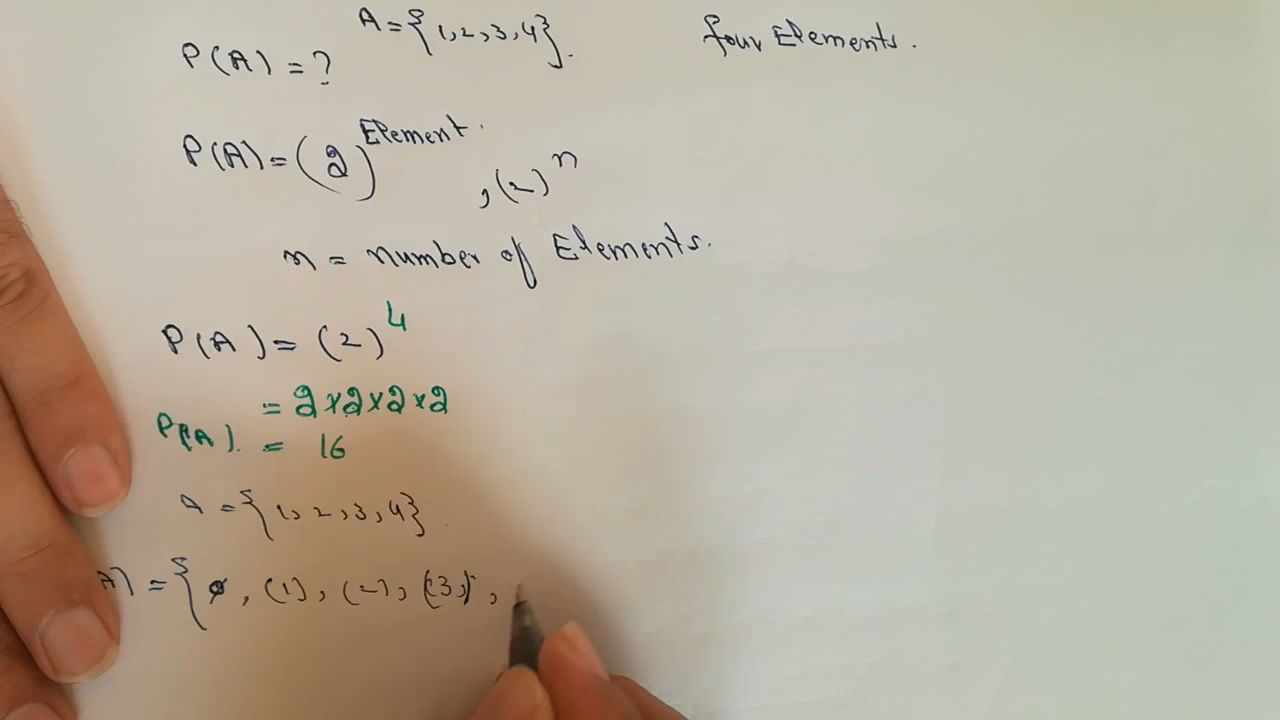 A = {1, 2, 3, 4}.
four Elements.
P(A) = ?
P(A) = (2)^Element.
, (2)^n
n = number of Elements.
P(A) = (2)^4
= 2×2×2×2
P(A). = 16
A = {1, 2, 3, 4}
A) = { φ, (1), (2), (3,) ,